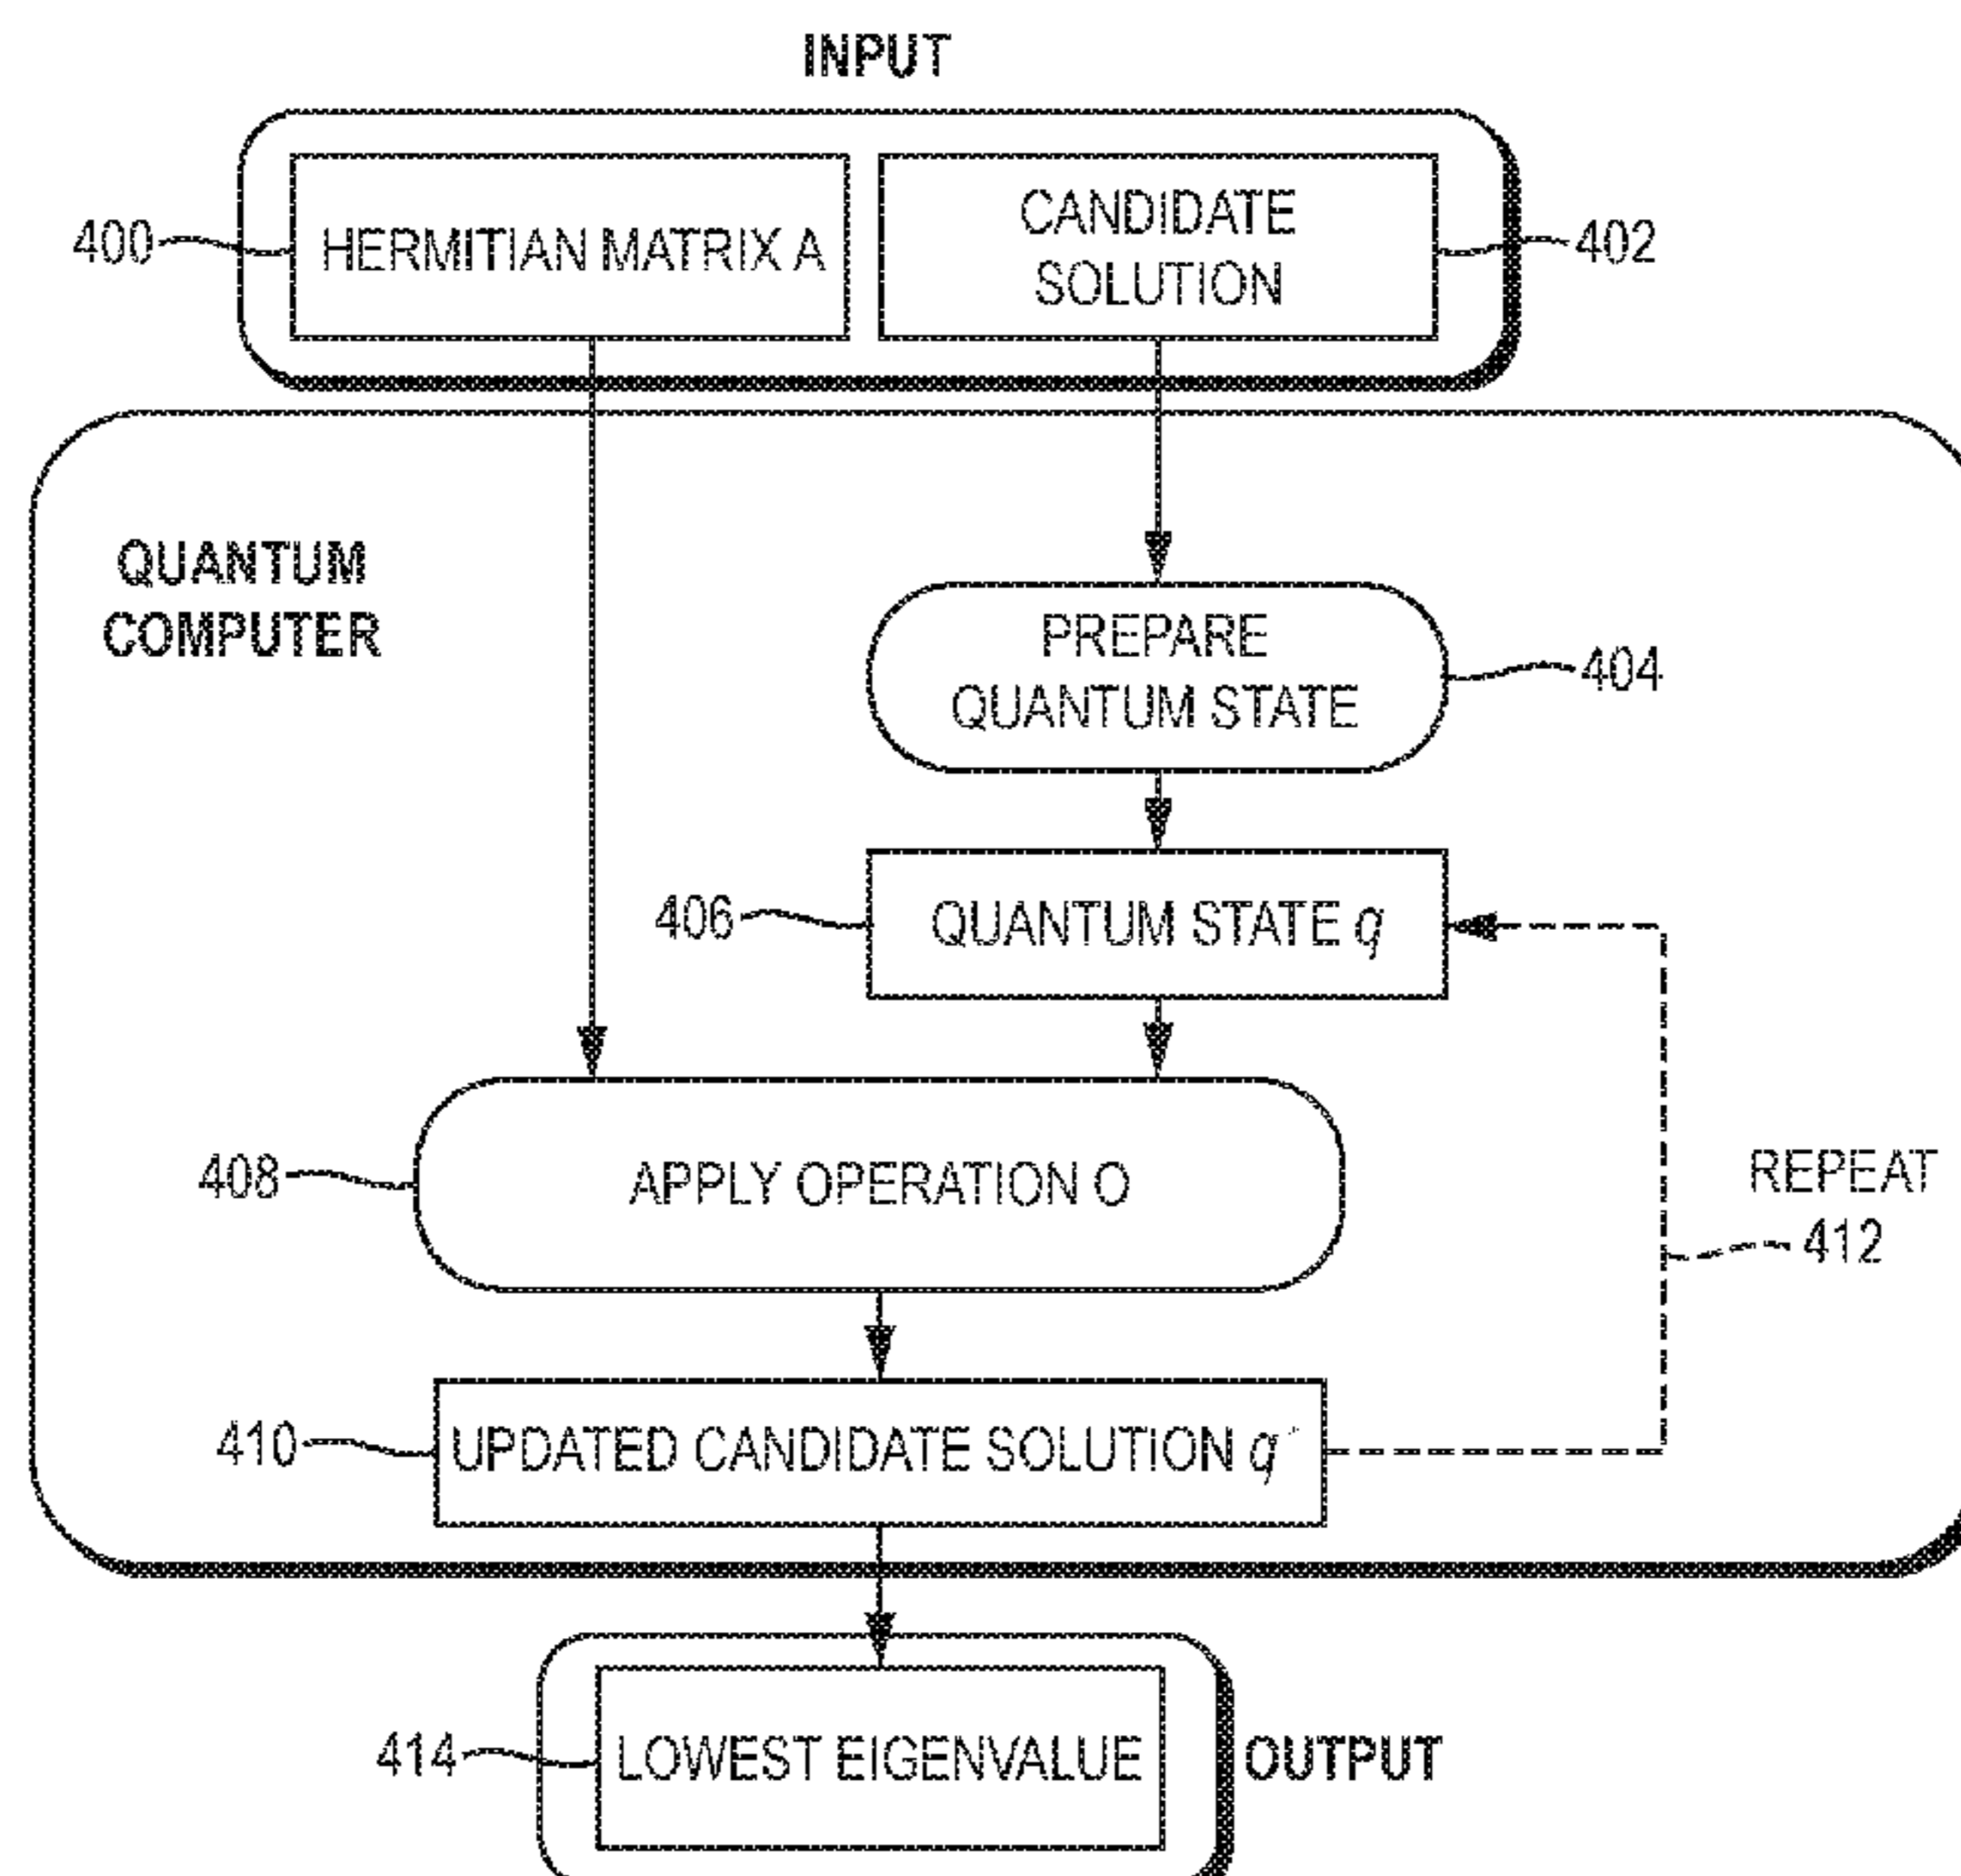 INPUT
400
HERMITIAN MATRIX A
CANDIDATE
SOLUTION
402
QUANTUM
COMPUTER
PREPARE
QUANTUM STATE
404
406
QUANTUM STATE q
408
APPLY OPERATION O
REPEAT
412
410
UPDATED CANDIDATE SOLUTION q'
414
LOWEST EIGENVALUE
OUTPUT